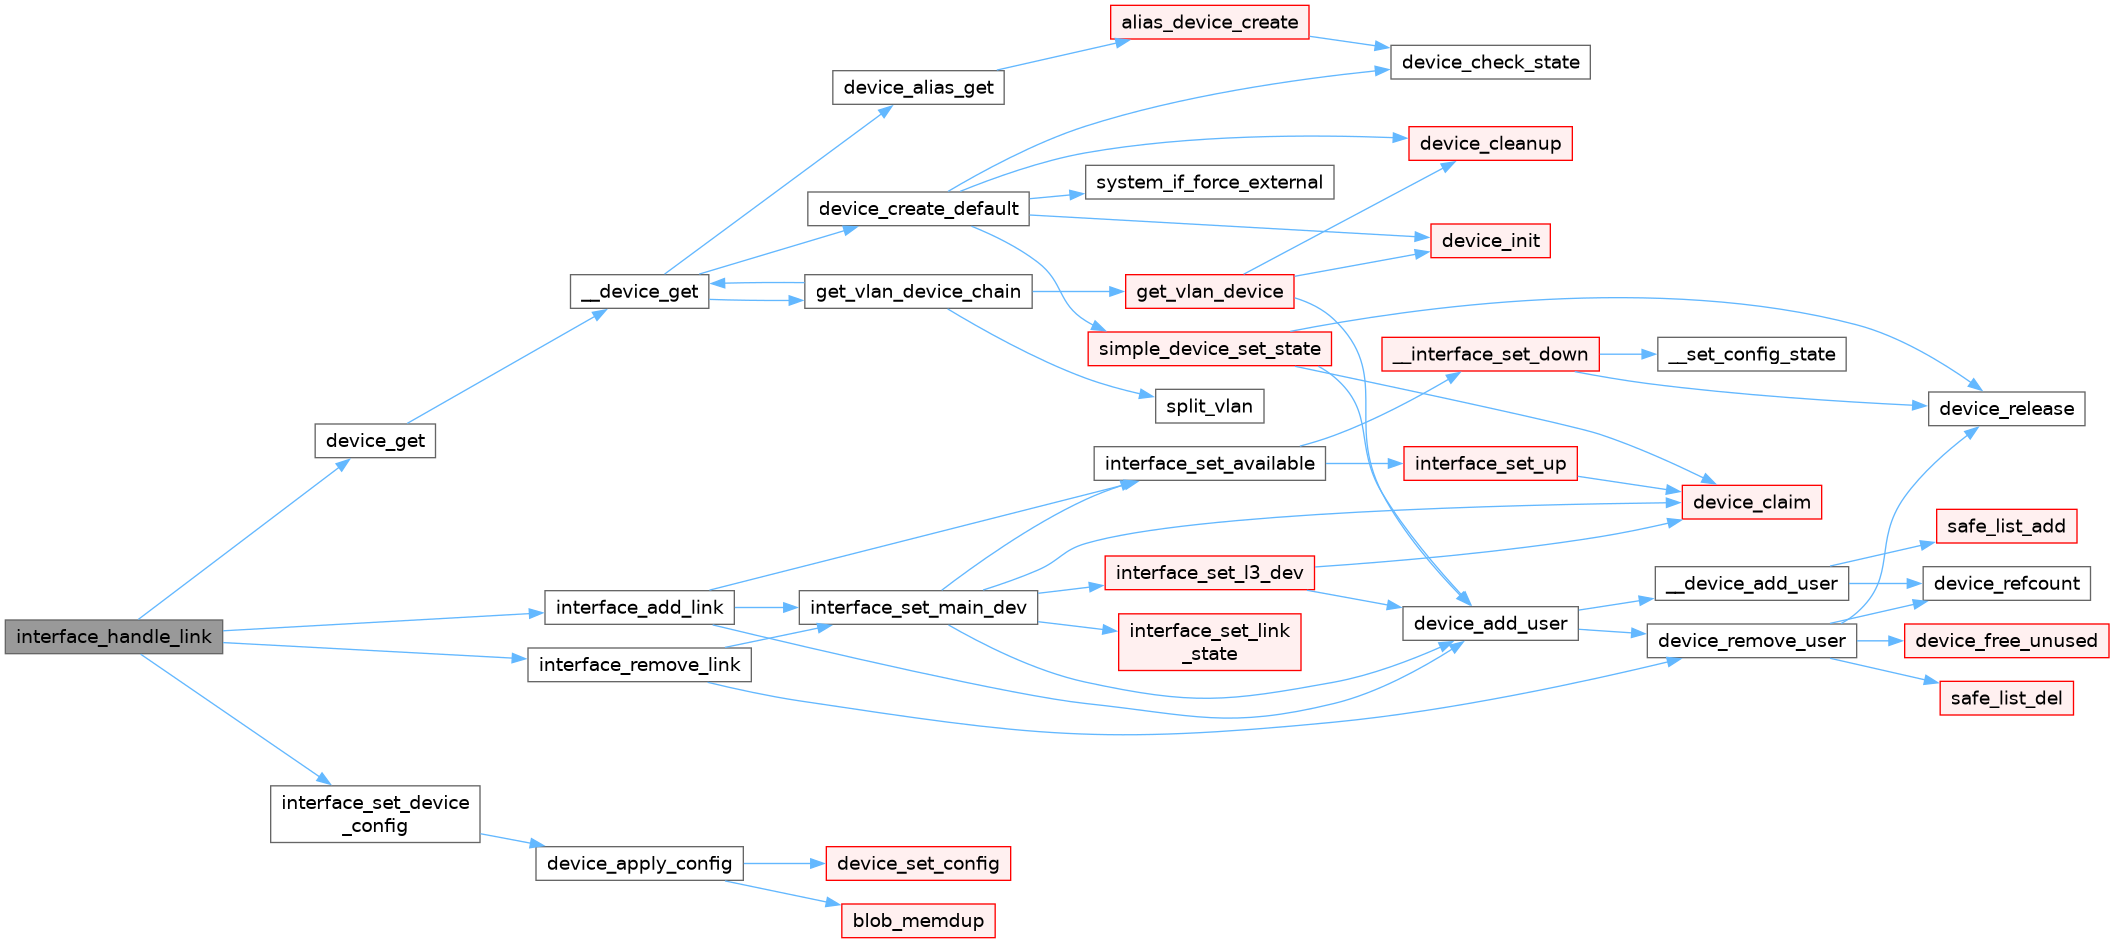 alias_device_create
device_check_state
device_alias_get
device_cleanup
system_if_force_external
device_create_default
device_init
__device_get
get_vlan_device_chain
get_vlan_device
simple_device_set_state
__interface_set_down
__set_config_state
split_vlan
device_release
device_get
interface_set_available
interface_set_up
device_claim
safe_list_add
interface_set_l3_dev
__device_add_user
device_refcount
interface_add_link
interface_set_main_dev
device_add_user
interface_handle_link
interface_set_link
_state
device_remove_user
device_free_unused
interface_remove_link
safe_list_del
interface_set_device
_config
device_apply_config
device_set_config
blob_memdup